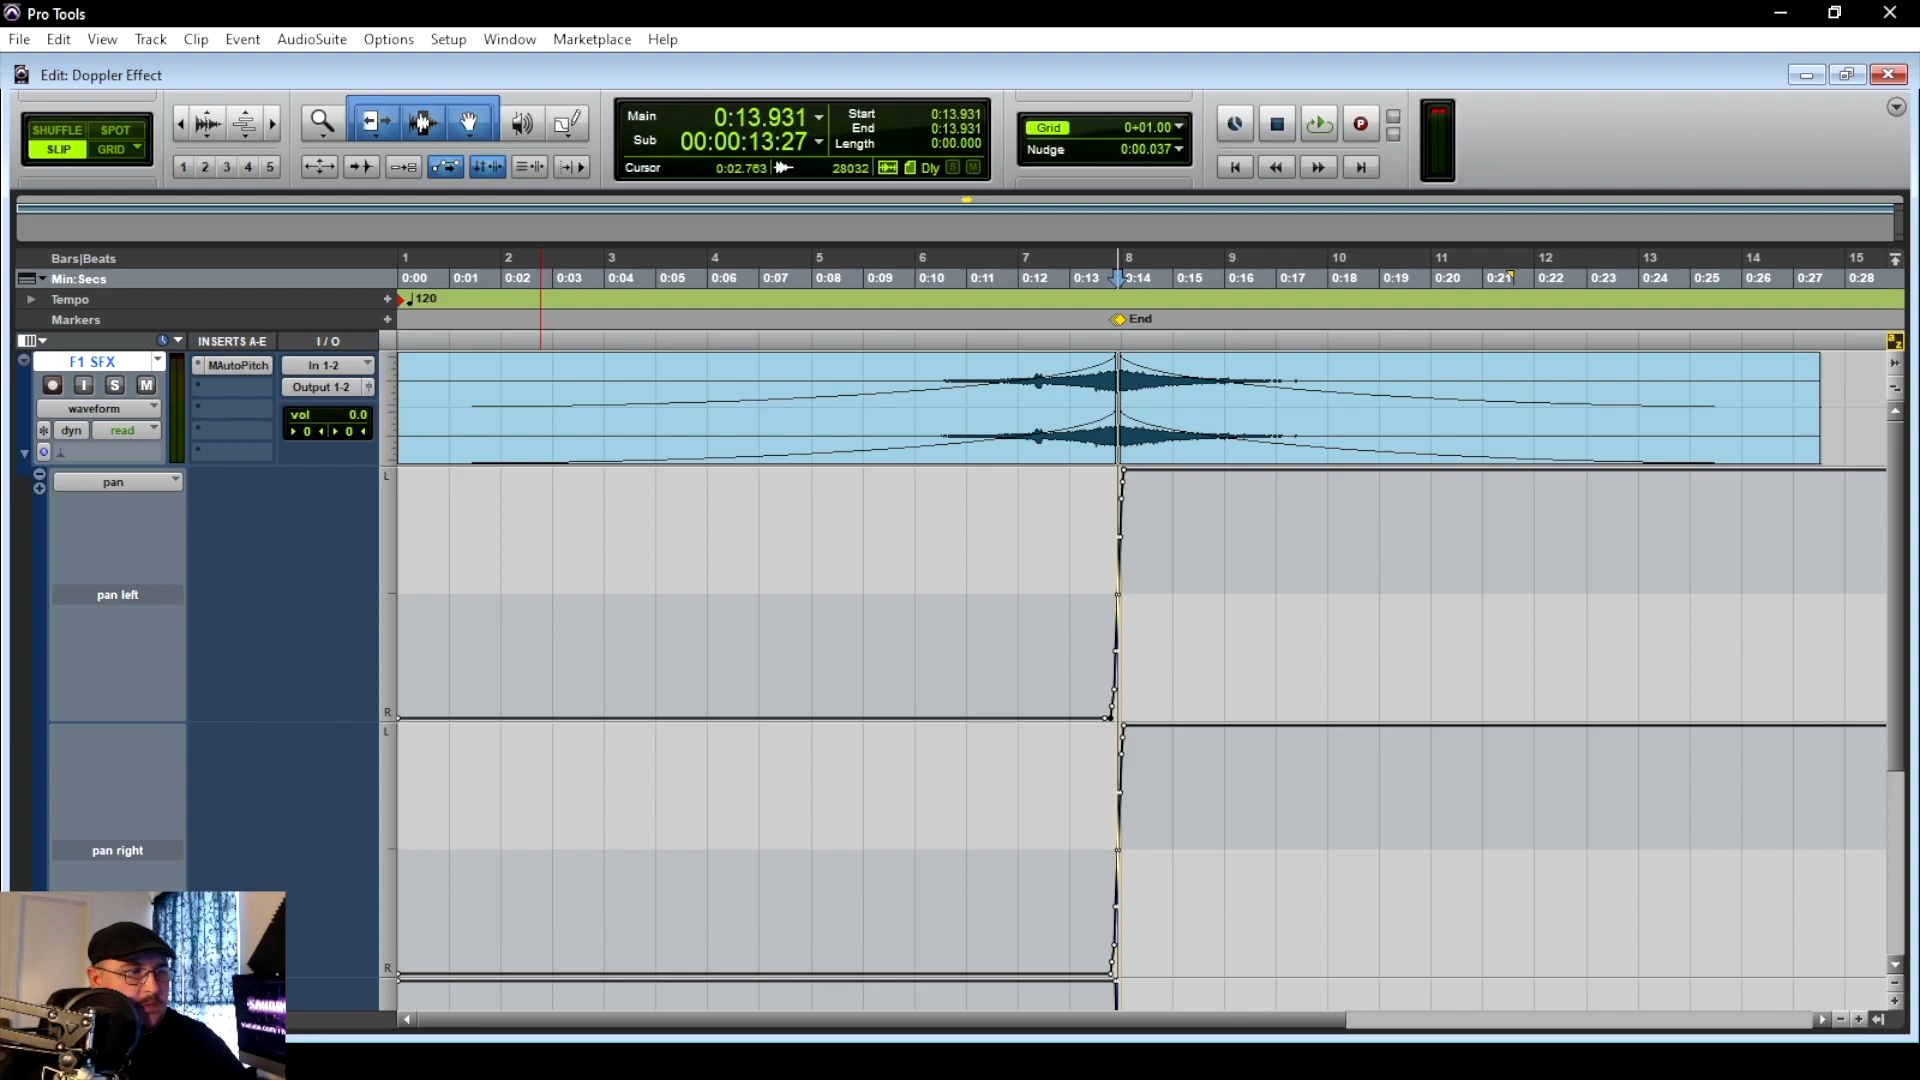 Pro Tools
File Edit View Track Clip Event AudioSuite Options Setup Window Marketplace Help
Edit: Doppler Effect
SHUFFLE SPOT
SLIP GRID
1 2 3 4 5
Main 0:13.931
Sub 00:00:13:27
Start 0:13.931
End 0:13.931
Length 0:00.000
Cursor 0:02.763 28032 Dly S M
Grid 0+01.00
Nudge 0:00.037
Bars|Beats 1 2 3 4 5 6 7 8 9 10 11 12 13 14 15
Min:Secs 0:00 0:01 0:02 0:03 0:04 0:05 0:06 0:07 0:08 0:09 0:10 0:11 0:12 0:13 0:14 0:15 0:16 0:17 0:18 0:19 0:20 0:21 0:22 0:23 0:24 0:25 0:26 0:27 0:28
Tempo 120
Markers End
INSERTS A-E I / O
F1 SFX MAutoPitch In 1-2
I S M Output 1-2
waveform vol 0.0
dyn read 0 0
pan L
pan left
R
L
pan right
R